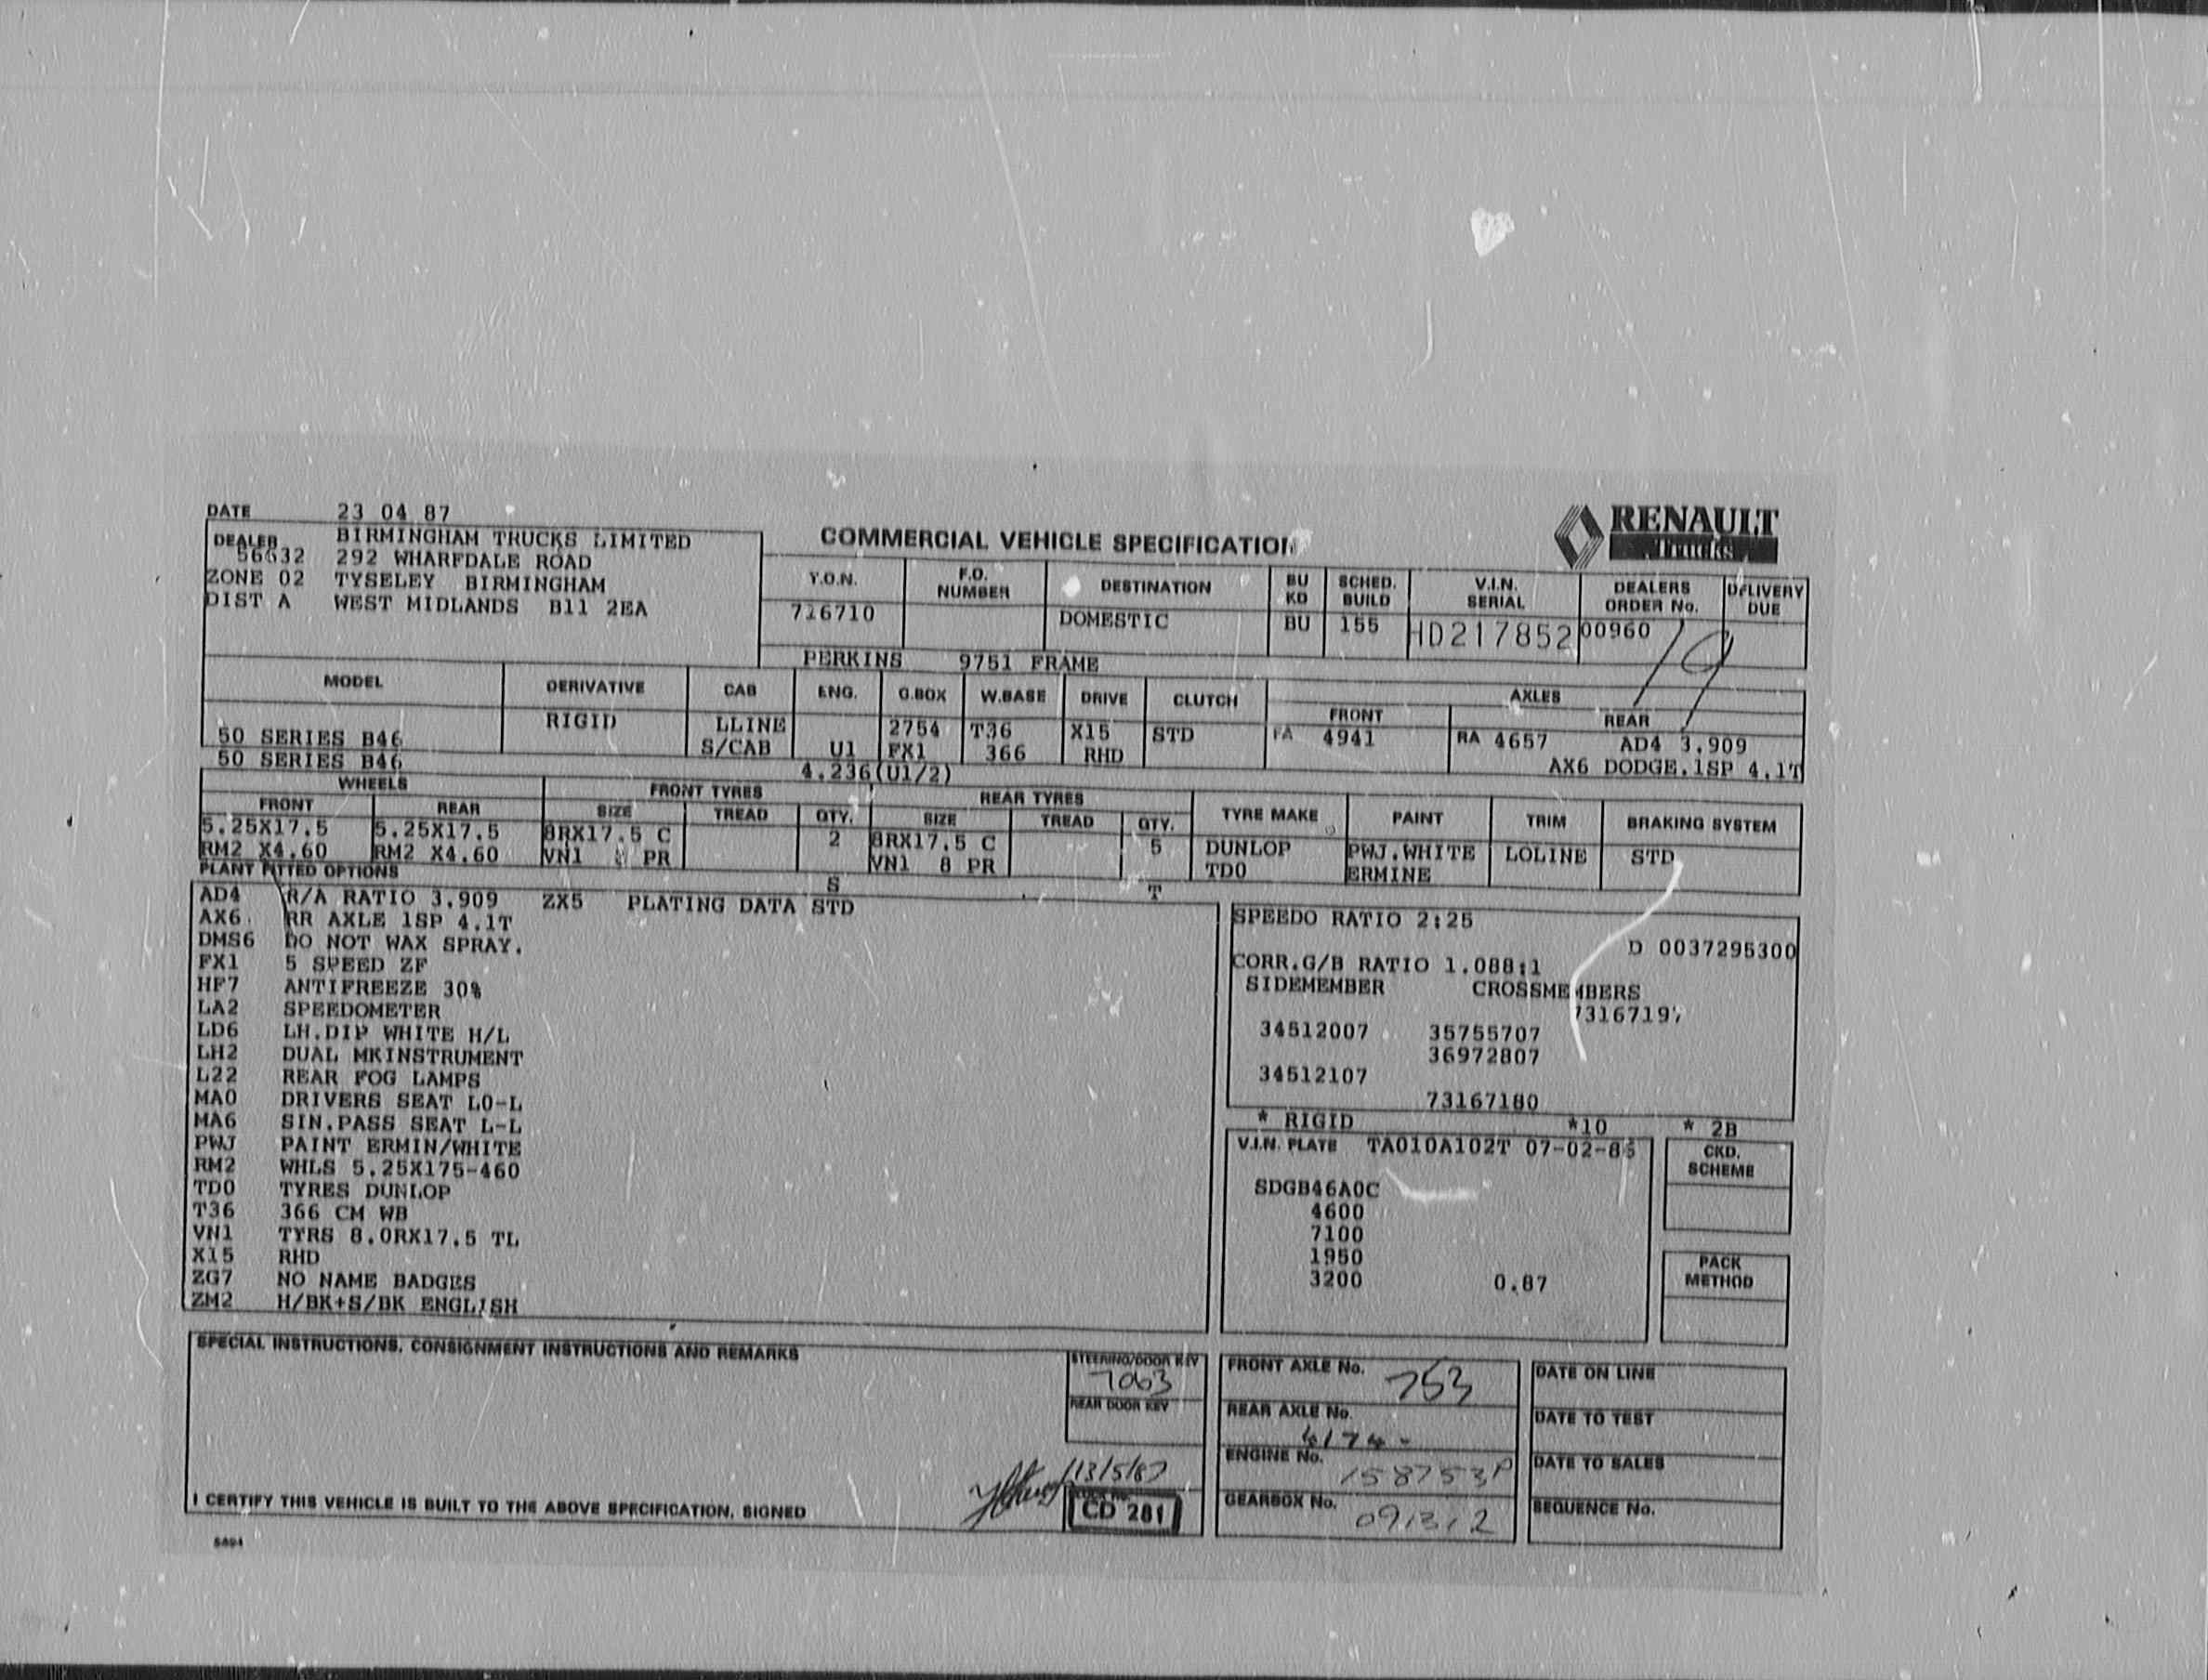 DATE 23 04 87
DEALER BIRMINGHAM TRUCKS LIMITED
56632 292 WHARFDALE ROAD
ZONE 02 TYSELEY BIRMINGHAM
DIST A WEST MIDLANDS B11 2EA
COMMERCIAL VEHICLE SPECIFICATION
RENAULT
TRUCKS
Y.O.N. F.O. NUMBER DESTINATION BU KD SCHED. BUILD V.I.N. SERIAL DEALERS ORDER No. DELIVERY DUE
716710 DOMESTIC BU 155 HD217852 00960
PERKINS 9751 FRAME
MODEL DERIVATIVE CAB ENG. G.BOX W.BASE DRIVE CLUTCH AXLES
FRONT REAR
50 SERIES B46 RIGID LLINE 2754 T36 X15 STD FA 4941 RA 4657 AD4 3.909
50 SERIES B46 S/CAB U1 FX1 366 RHD AX6 DODGE.1SP 4.1T
4.236(U1/2)
WHEELS FRONT TYRES REAR TYRES TYRE MAKE PAINT TRIM BRAKING SYSTEM
FRONT REAR SIZE TREAD QTY. SIZE TREAD QTY.
5.25X17.5 5.25X17.5 8RX17.5 C 2 8RX17.5 C 5 DUNLOP PWJ.WHITE LOLINE STD
RM2 X4.60 RM2 X4.60 VN1 PR VN1 8 PR TD0 ERMINE
PLANT FITTED OPTIONS S T
AD4 R/A RATIO 3.909 ZX5 PLATING DATA STD
AX6 RR AXLE 1SP 4.1T
DMS6 DO NOT WAX SPRAY.
FX1 5 SPEED ZF
HF7 ANTIFREEZE 30%
LA2 SPEEDOMETER
LD6 LH.DIP WHITE H/L
LH2 DUAL MKINSTRUMENT
L22 REAR FOG LAMPS
MA0 DRIVERS SEAT LO-L
MA6 SIN.PASS SEAT L-L
PWJ PAINT ERMIN/WHITE
RM2 WHLS 5.25X175-460
TD0 TYRES DUNLOP
T36 366 CM WB
VN1 TYRS 8.0RX17.5 TL
X15 RHD
ZG7 NO NAME BADGES
ZM2 H/BK+S/BK ENGLISH
SPEEDO RATIO 2:25
D 0037295300
CORR.G/B RATIO 1.088:1
SIDEMEMBER CROSSMEMBERS
73167197
34512007 35755707
36972807
34512107
73167180
* RIGID *10 * 2B
V.I.N. PLATE TA010A102T 07-02-86
SDGB46A0C
4600
7100
1950
3200 0.87
CKD. SCHEME
PACK METHOD
SPECIAL INSTRUCTIONS, CONSIGNMENT INSTRUCTIONS AND REMARKS
STEERING/DOOR KEY 7063
REAR DOOR KEY
13/5/87
I CERTIFY THIS VEHICLE IS BUILT TO THE ABOVE SPECIFICATION, SIGNED
CD 281
FRONT AXLE No. 753
REAR AXLE No. 4174
ENGINE No. 158753P
GEARBOX No. 091312
DATE ON LINE
DATE TO TEST
DATE TO SALES
SEQUENCE No.